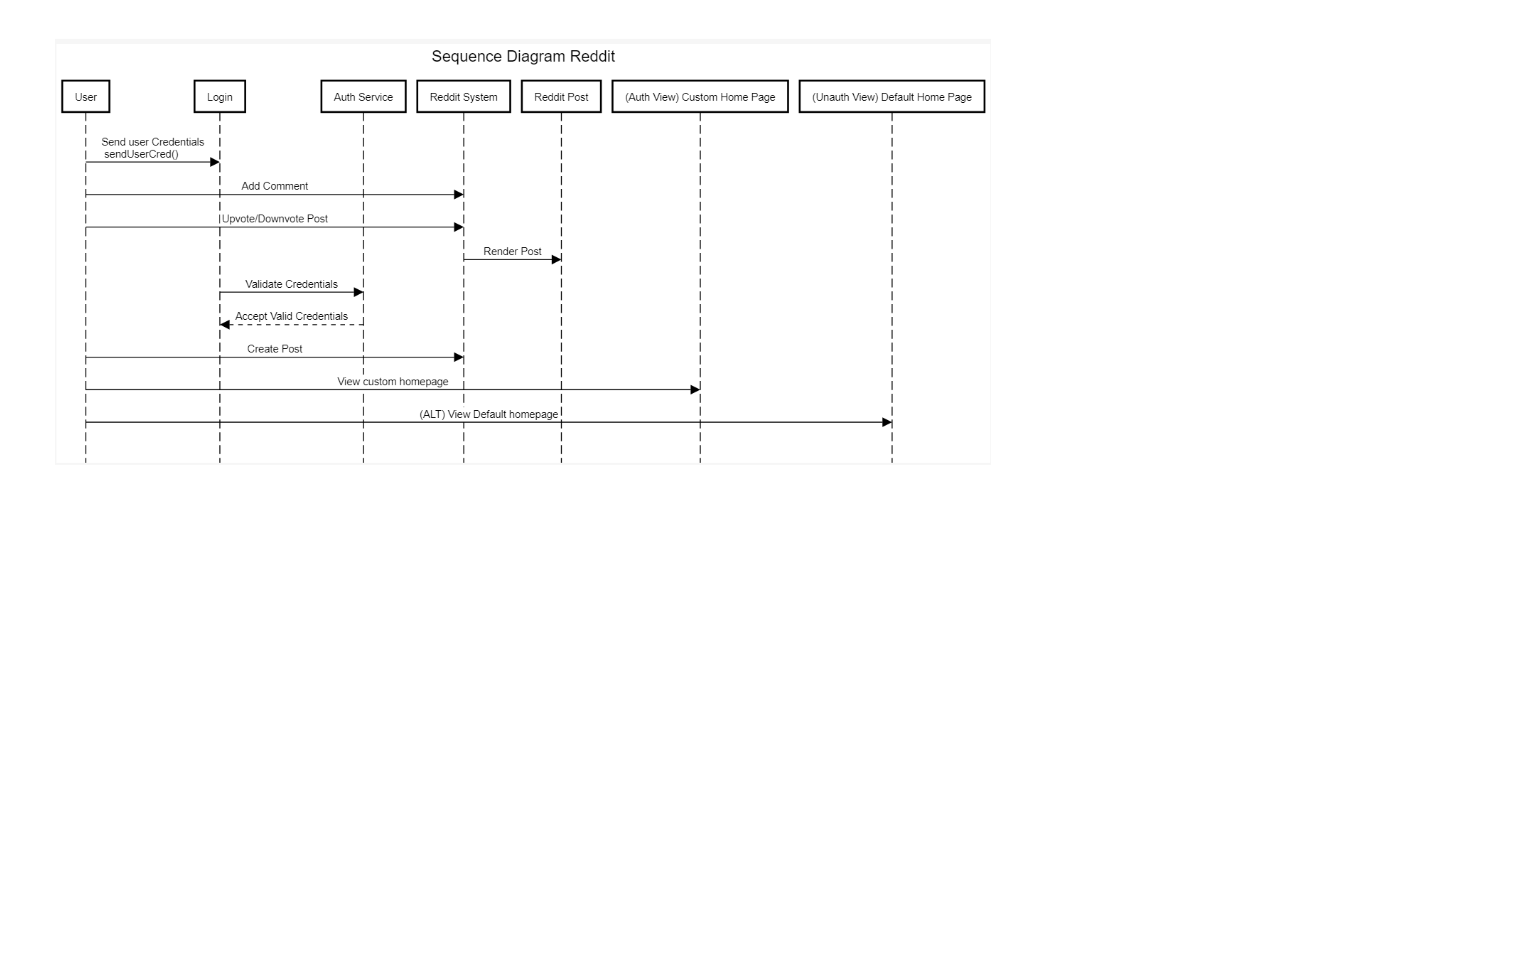 Sequence Diagram Reddit
User
Login
Auth Service
Reddit System
Reddit Post
(Auth View) Custom Home Page
(Unauth View) Default Home Page
Send user Credentials
sendUserCred()
Add Comment
Upvote/Downvote Post
Render Post
Validate Credentials
Accept Valid Credentials
Create Post
View custom homepage
(ALT) View Default homepage